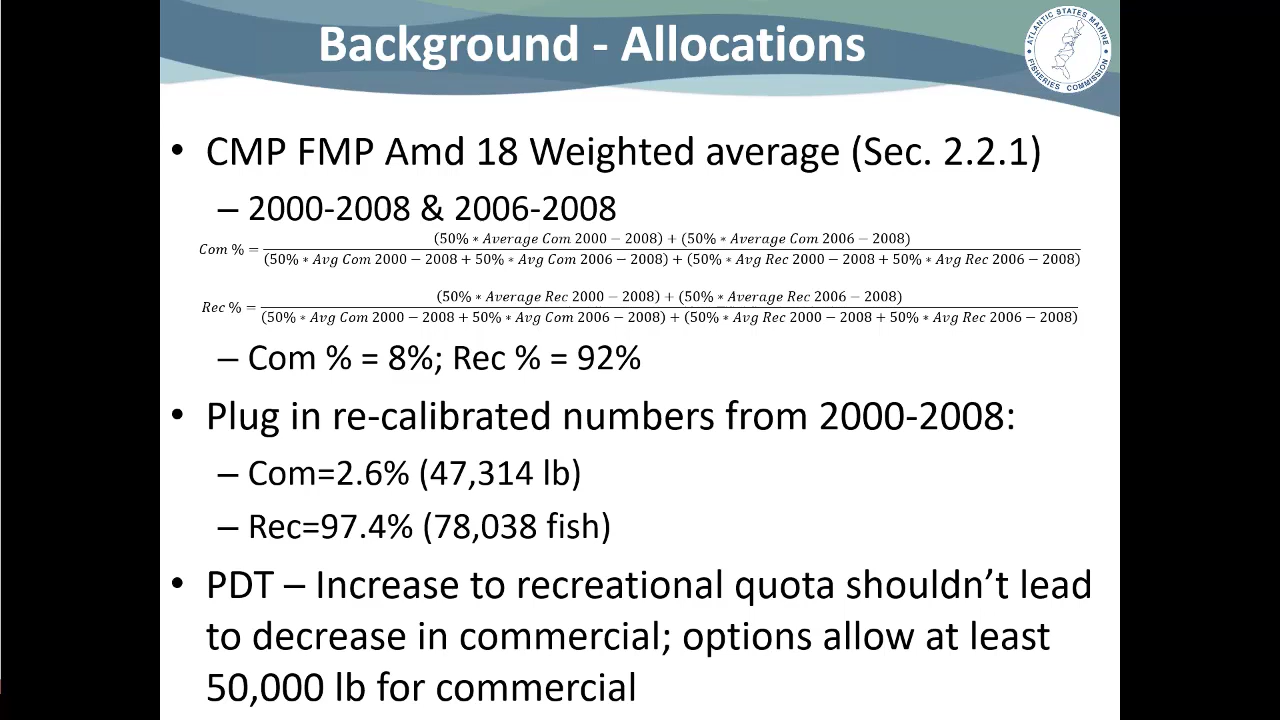 Background - Allocations
ATLANTIC STATES MARINE
FISHERIES COMMISSION
• CMP FMP Amd 18 Weighted average (Sec. 2.2.1)
– 2000-2008 & 2006-2008
Com % = (50% ∗ Average Com 2000 − 2008) + (50% ∗ Average Com 2006 − 2008)
(50% ∗ Avg Com 2000 − 2008 + 50% ∗ Avg Com 2006 − 2008) + (50% ∗ Avg Rec 2000 − 2008 + 50% ∗ Avg Rec 2006 − 2008)
Rec % = (50% ∗ Average Rec 2000 − 2008) + (50% ∗ Average Rec 2006 − 2008)
(50% ∗ Avg Com 2000 − 2008 + 50% ∗ Avg Com 2006 − 2008) + (50% ∗ Avg Rec 2000 − 2008 + 50% ∗ Avg Rec 2006 − 2008)
– Com % = 8%; Rec % = 92%
• Plug in re-calibrated numbers from 2000-2008:
– Com=2.6% (47,314 lb)
– Rec=97.4% (78,038 fish)
• PDT – Increase to recreational quota shouldn’t lead
to decrease in commercial; options allow at least
50,000 lb for commercial